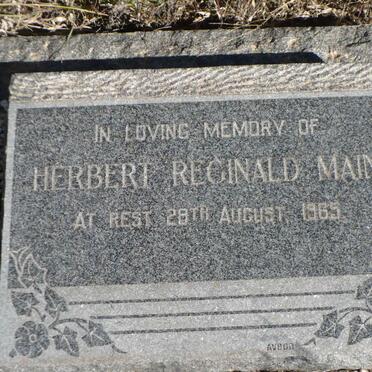 IN LOVING MEMORY OF
HERBERT REGINALD MAIN
AT REST 28TH AUGUST 1965